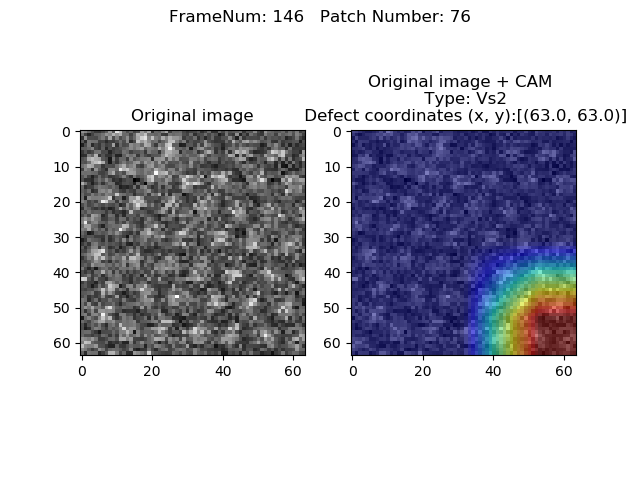 FrameNum: 146   Patch Number: 76
Original image
Original image + CAM
Type: Vs2
Defect coordinates (x, y):[(63.0, 63.0)]
0
10
20
30
40
50
60
0 20 40 60
0
10
20
30
40
50
60
0 20 40 60